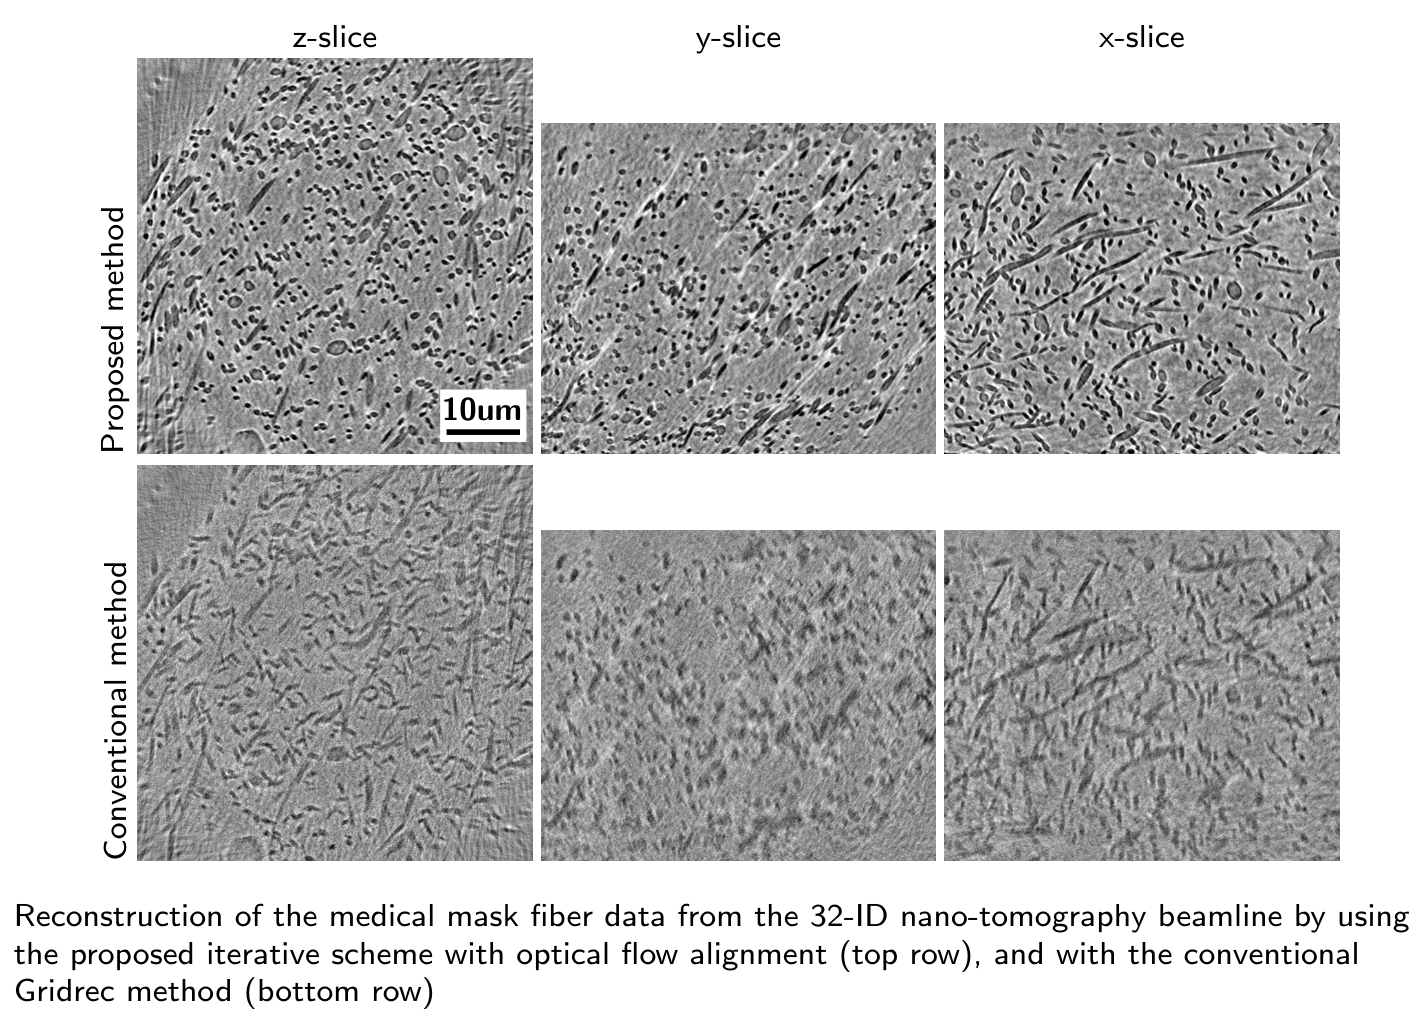 z-slice
y-slice
x-slice
Proposed method
10um
Conventional method
Reconstruction of the medical mask fiber data from the 32-ID nano-tomography beamline by using
the proposed iterative scheme with optical flow alignment (top row), and with the conventional
Gridrec method (bottom row)